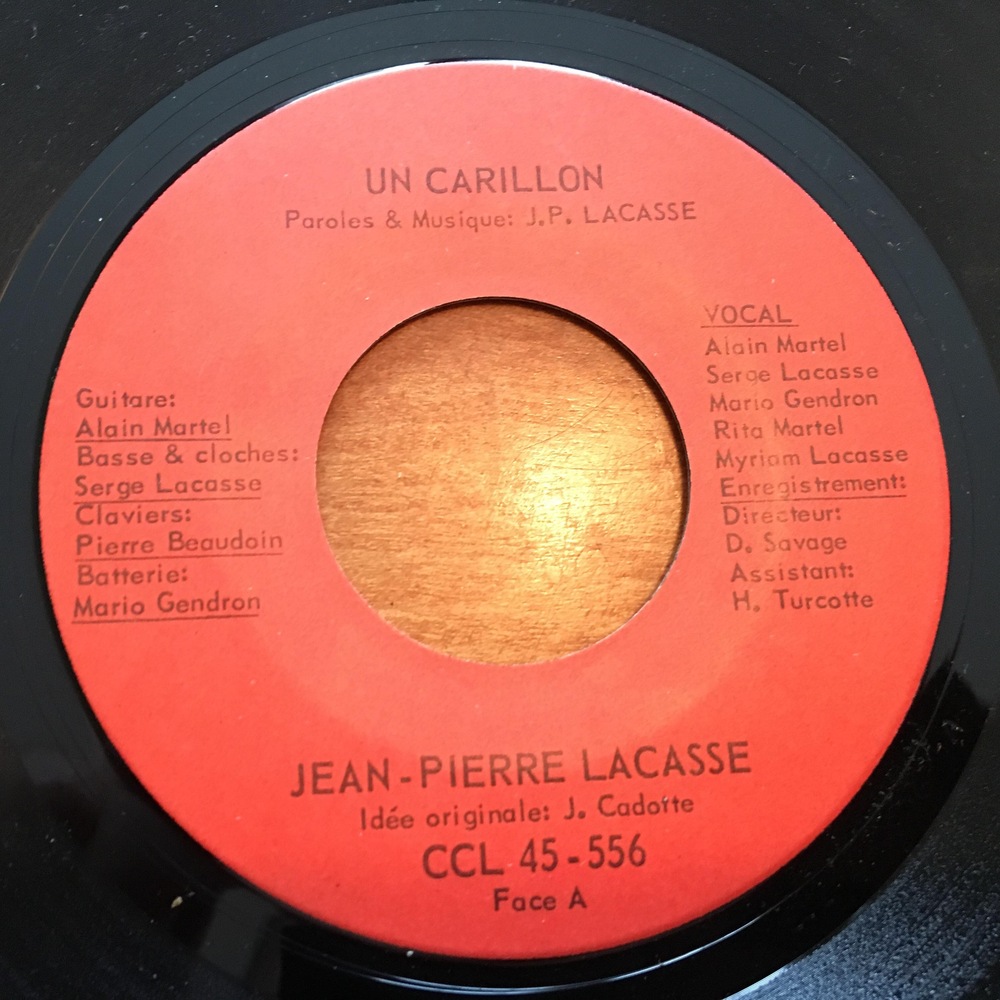 UN CARILLON
Paroles & Musique: J.P. LACASSE
Guitare:
Alain Martel
Basse & cloches:
Serge Lacasse
Claviers:
Pierre Beaudoin
Batterie:
Mario Gendron
VOCAL
Alain Martel
Serge Lacasse
Mario Gendron
Rita Martel
Myriam Lacasse
Enregistrement:
Directeur:
D. Savage
Assistant:
H. Turcotte
JEAN-PIERRE LACASSE
Idée originale: J. Cadotte
CCL 45-556
Face A